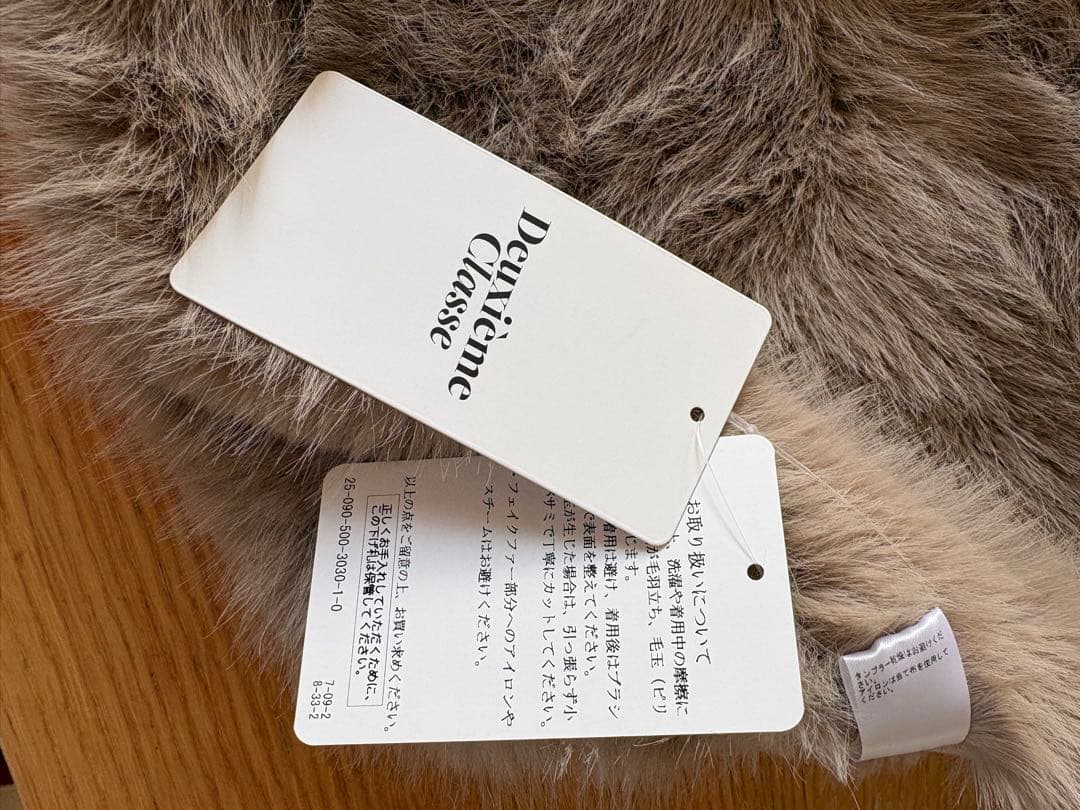 Deuxième
Classe
お取り扱いについて
、洗濯や着用中の摩擦に
が毛羽立ち、毛玉（ピリ
じます。
着用は避け、着用後はブラシ
で表面を整えてください。
が生じた場合は、引っ張らず小
サミで丁寧にカットしてください。
フェイクファー部分へのアイロンや
スチームはお避けください。
以上の点をご留意の上、お買い求めください。
正しくお手入れしていただくために、
この下げ札は保管してください。
25-090-500-3030-1-0
7-09-2
8-33-2